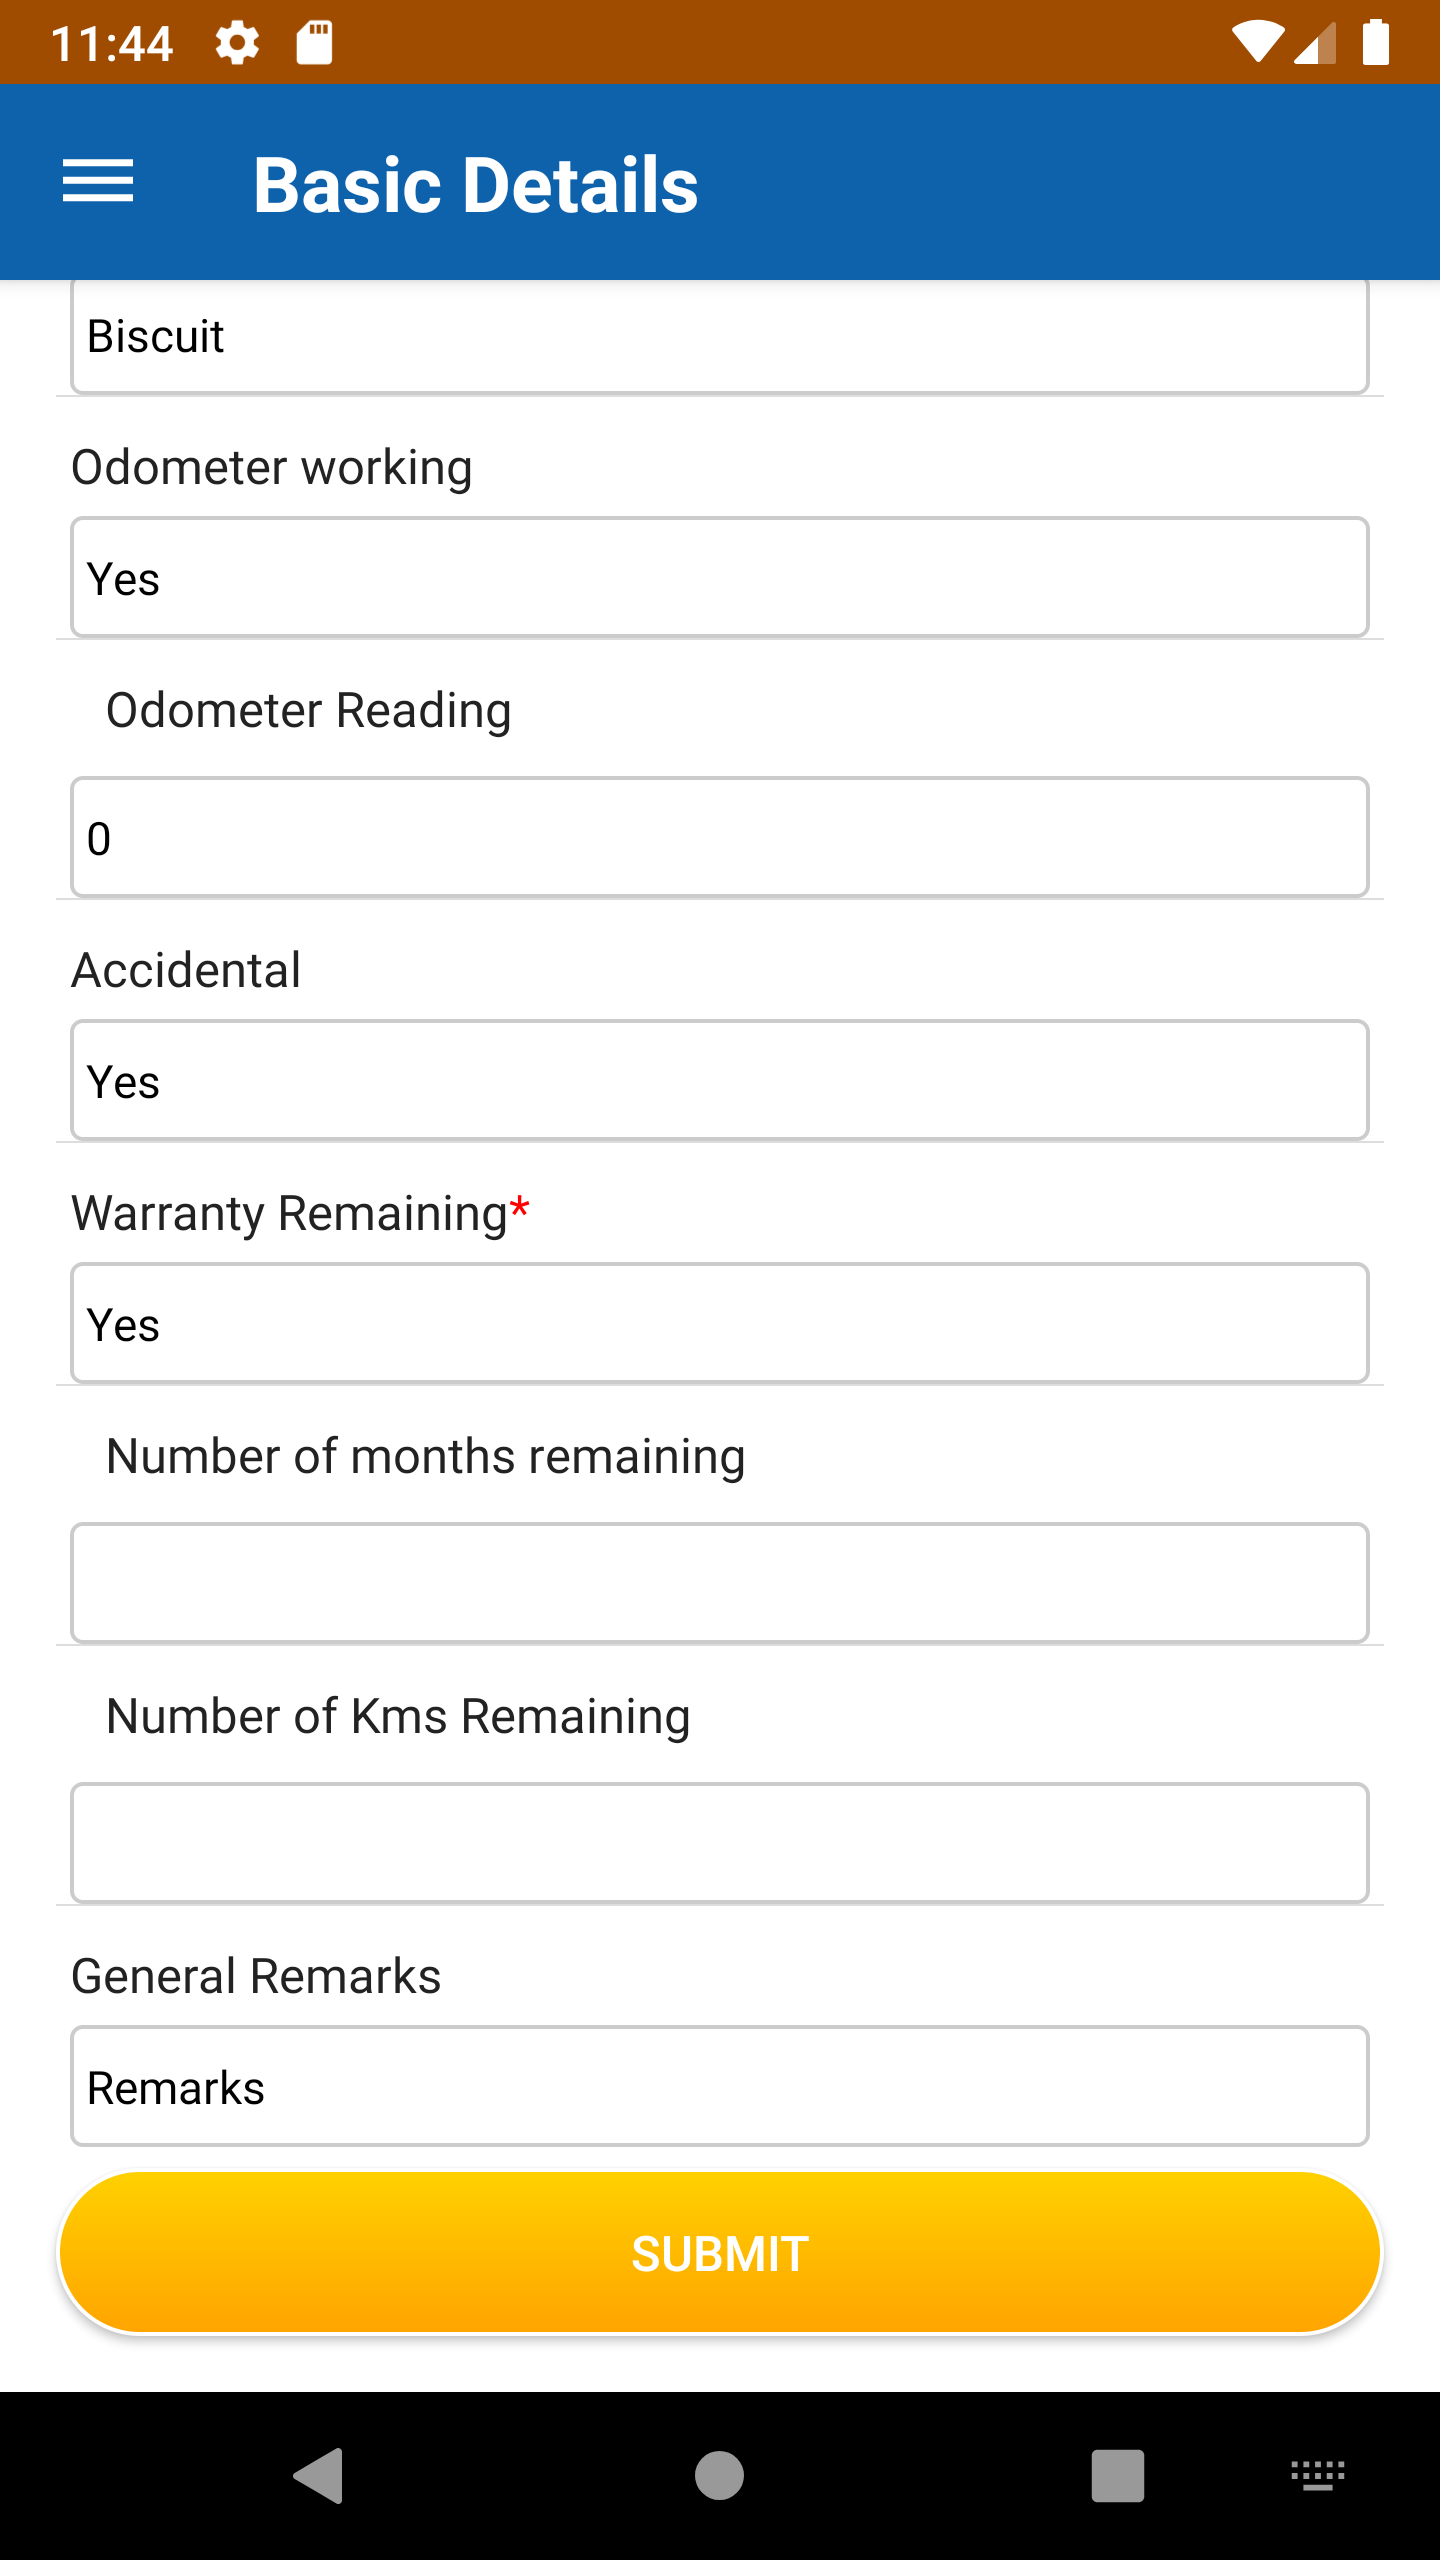 11:44
Basic Details
Biscuit
Odometer working
Yes
Odometer Reading
0
Accidental
Yes
Warranty Remaining*
Yes
Number of months remaining
Number of Kms Remaining
General Remarks
Remarks
SUBMIT